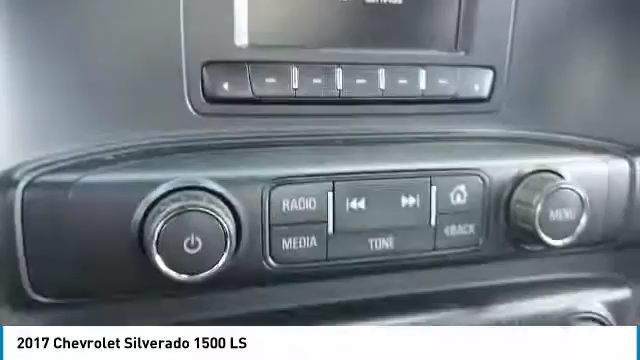 RADIO
MEDIA
TONE
BACK
MENU
2017 Chevrolet Silverado 1500 LS